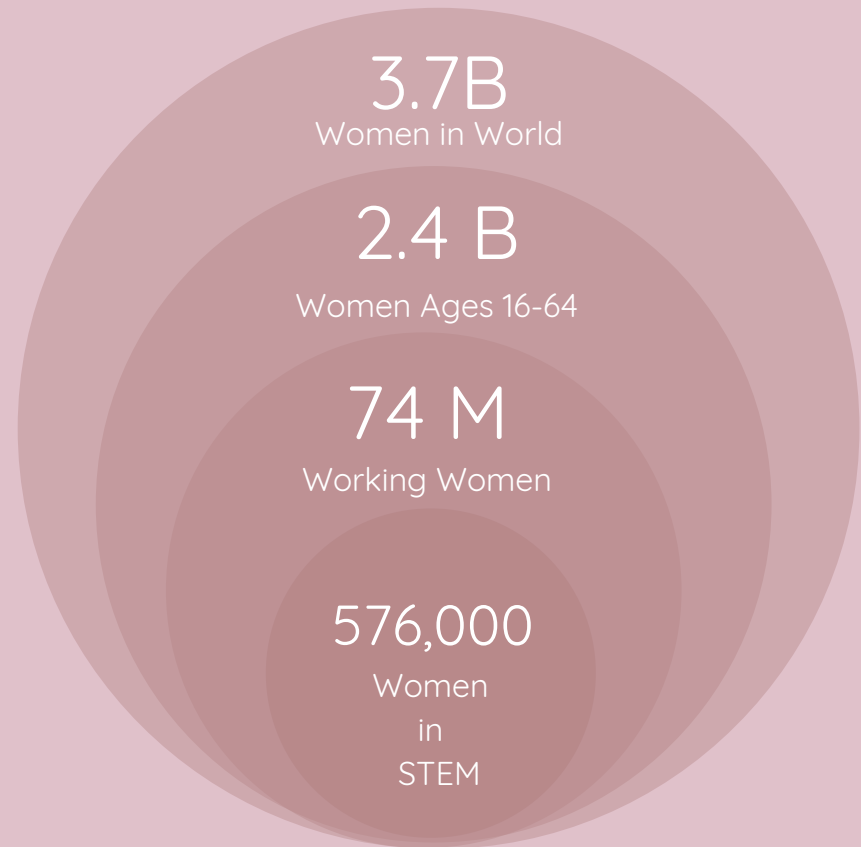 3.7B
Women in World
2.4 B
Women Ages 16-64
74 M
Working Women
576,000
Women
in
STEM